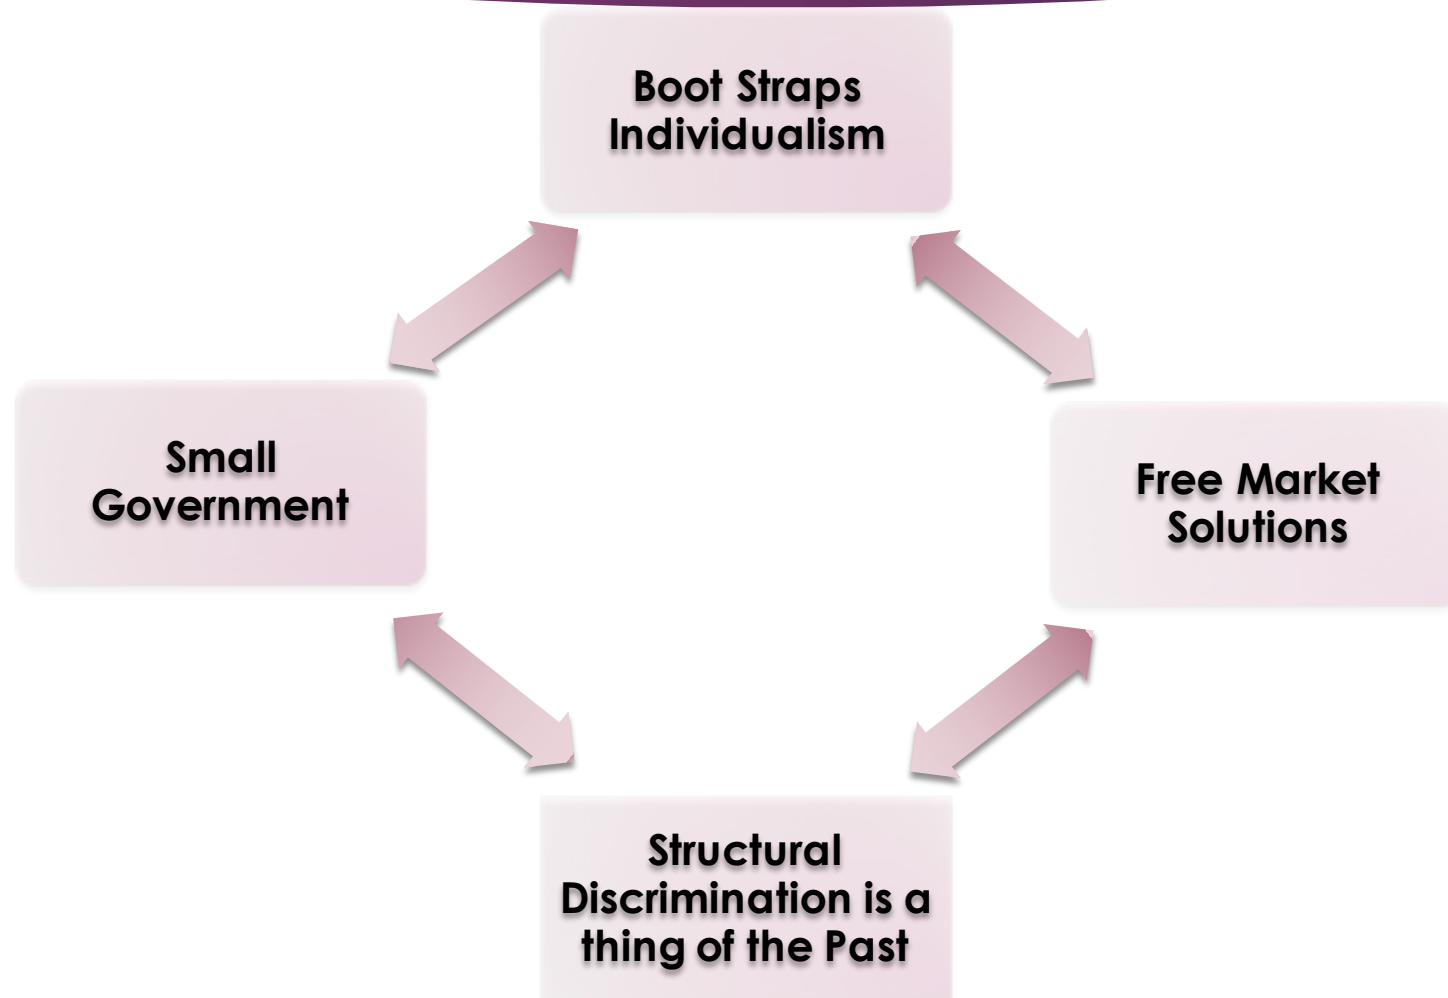 Boot Straps
Individualism
Small
Government
Free Market
Solutions
Structural
Discrimination is a
thing of the Past